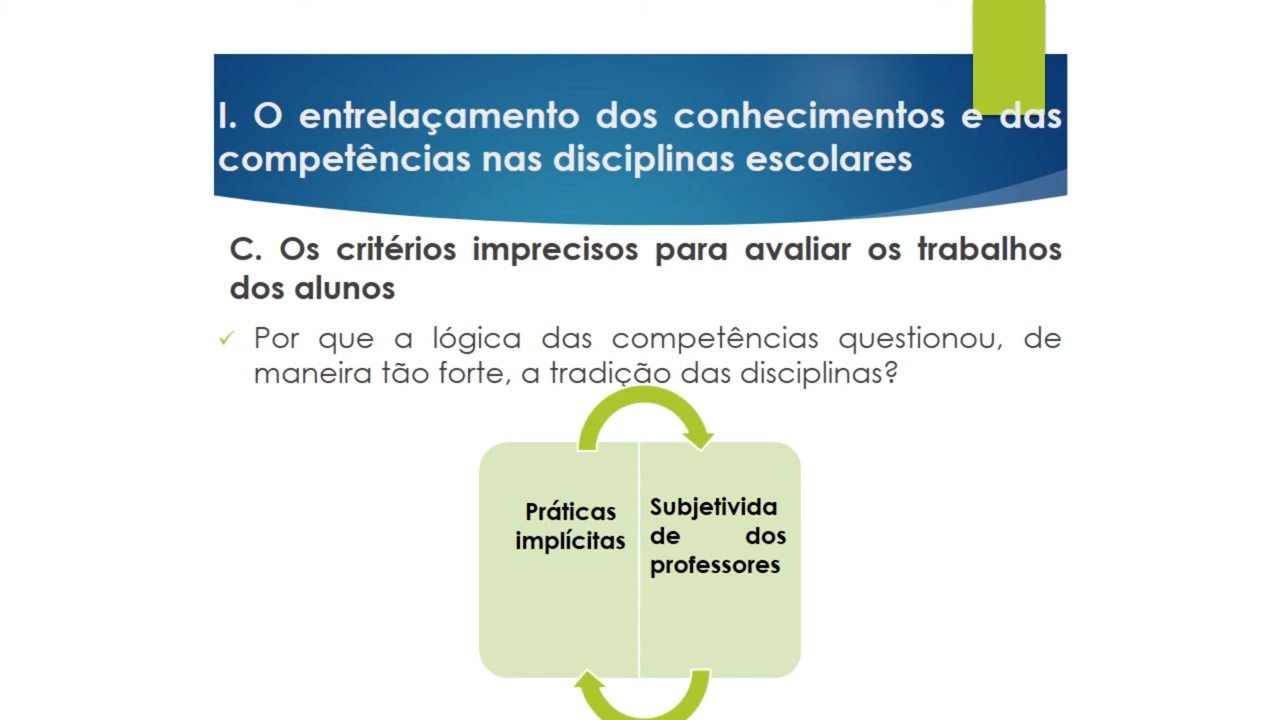 I. O entrelaçamento dos conhecimentos e das
competências nas disciplinas escolares
C. Os critérios imprecisos para avaliar os trabalhos
dos alunos
Por que a lógica das competências questionou, de
maneira tão forte, a tradição das disciplinas?
Práticas
implícitas
Subjetivida
de dos
professores